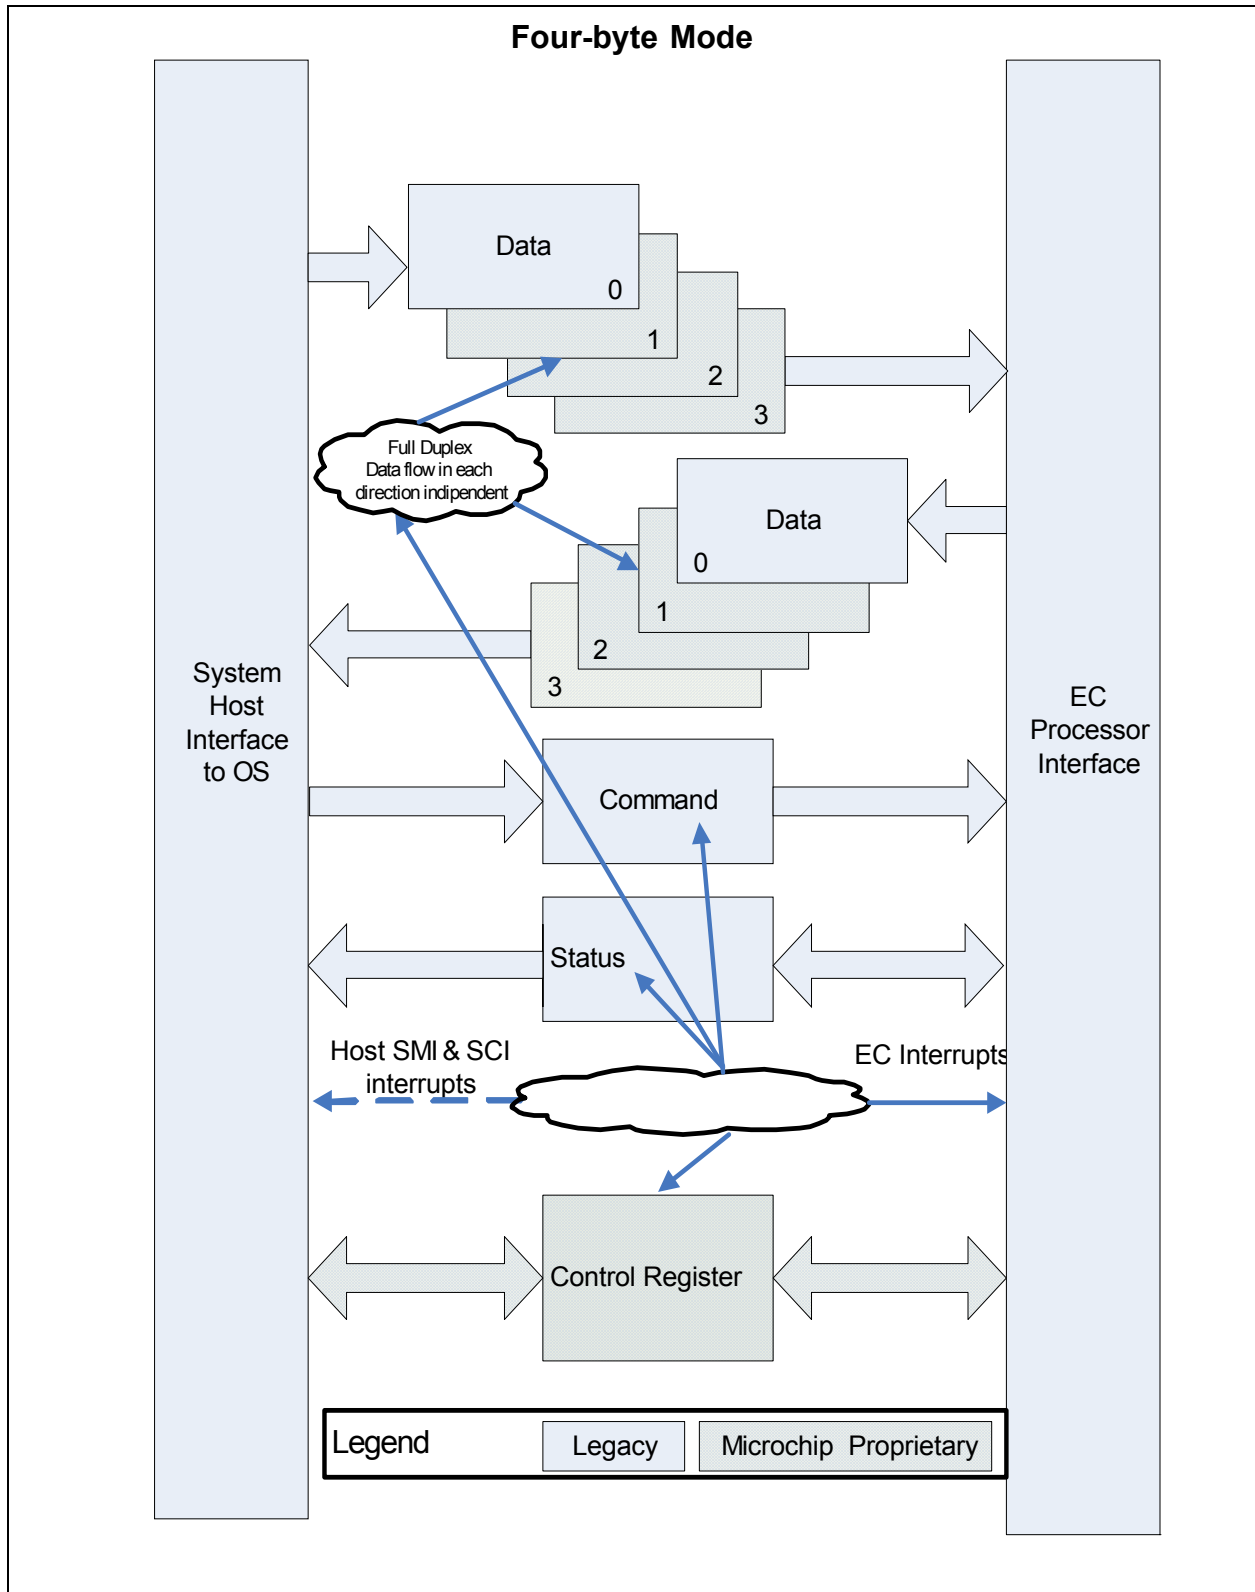 Four-byte Mode
Data
0
1
2
3
Full Duplex
Data flow in each
direction indipendent
Data
0
1
2
3
System
Host
Interface
to OS
EC
Processor
Interface
Command
Status
Host SMI & SCI
interrupts
EC Interrupts
Control Register
Legend
Legacy
Microchip Proprietary